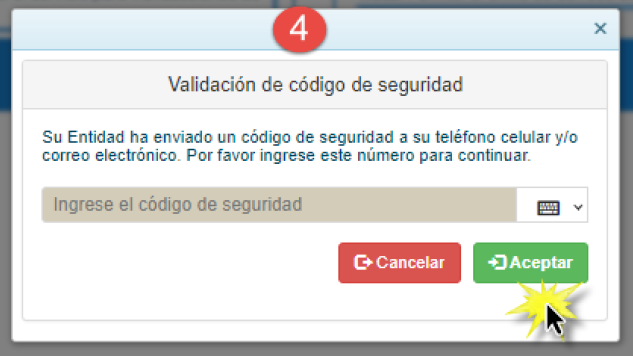 4
×
Validación de código de seguridad
Su Entidad ha enviado un código de seguridad a su teléfono celular y/o
correo electrónico. Por favor ingrese este número para continuar.
Ingrese el código de seguridad
Cancelar
Aceptar